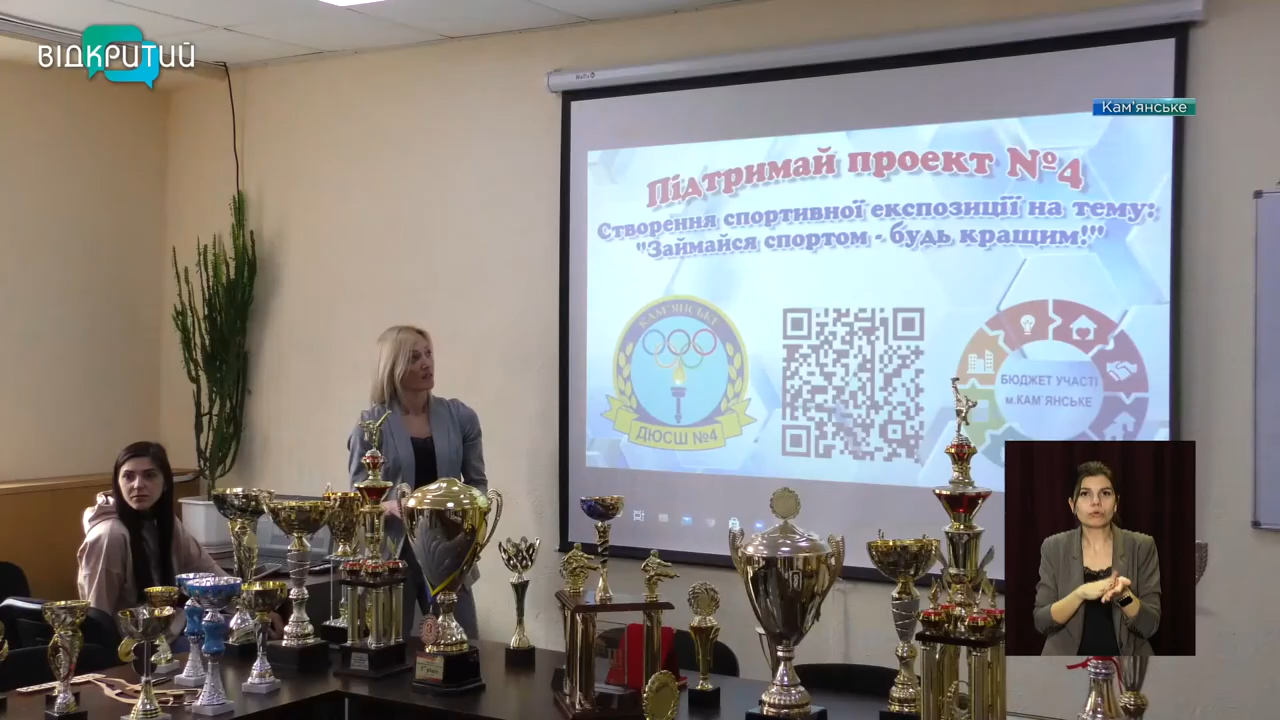 ВІДКРИТИЙ
Кам'янське
Підтримай проект №4
Створення спортивної експозиції на тему:
"Займайся спортом - будь кращим!"
КАМ'ЯНСЬКЕ
ДЮСШ №4
БЮДЖЕТ УЧАСТІ
м.КАМ'ЯНСЬКЕ